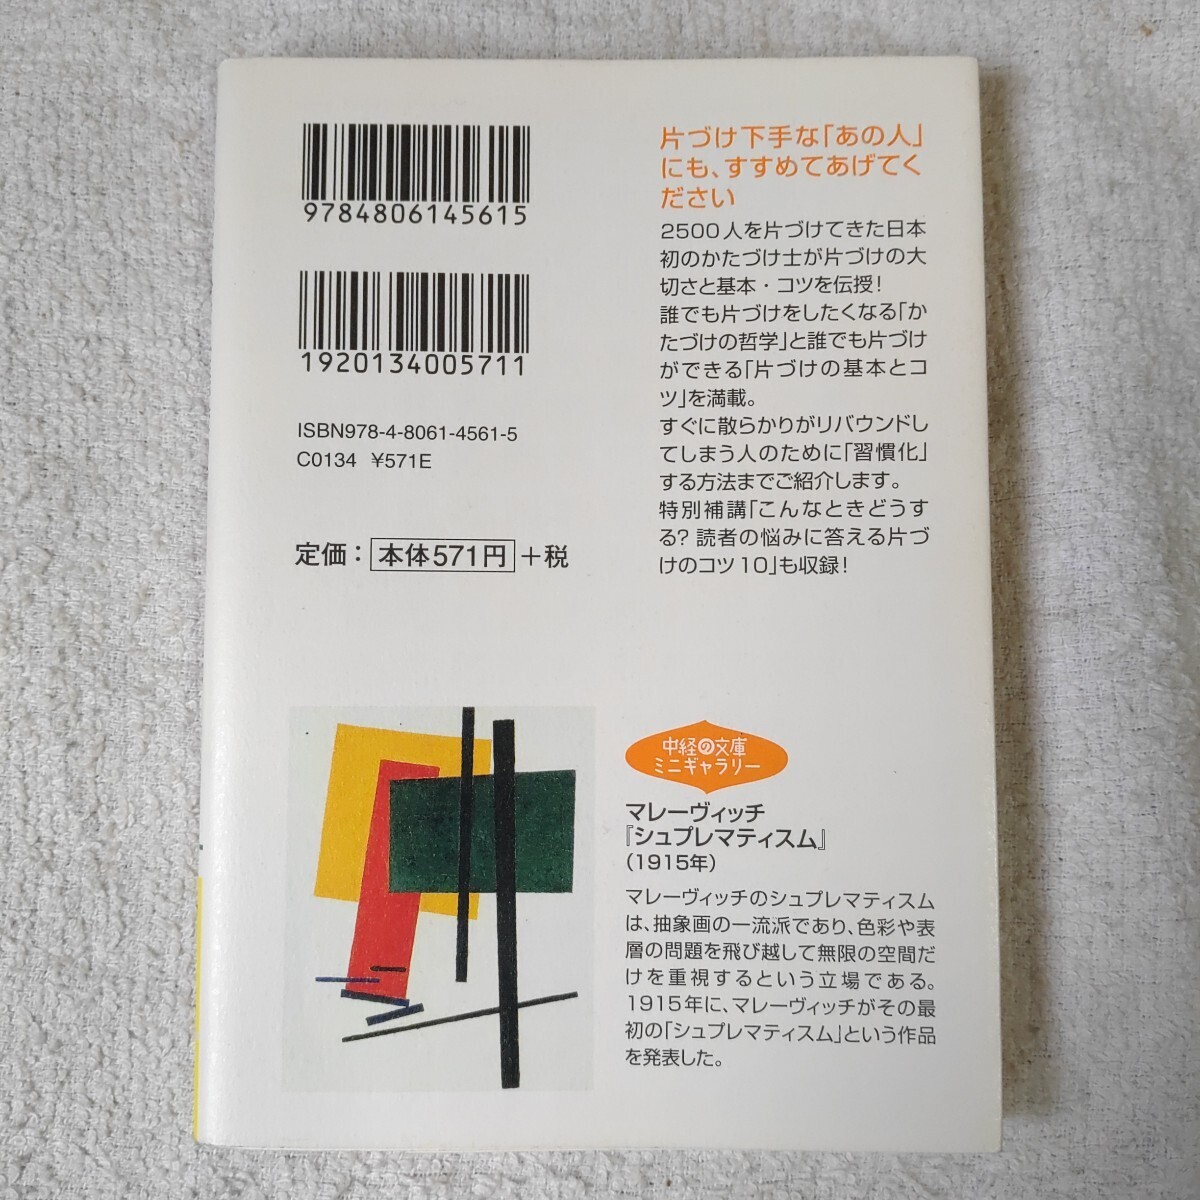 9784806145615
1920134005711
ISBN978-4-8061-4561-5
C0134 ¥571E
定価：本体571円＋税
片づけ下手な「あの人」
にも、すすめてあげてく
ださい
2500人を片づけてきた日本
初のかたづけ士が片づけの大
切さと基本・コツを伝授！
誰でも片づけをしたくなる「か
たづけの哲学」と誰でも片づけ
ができる「片づけの基本とコ
ツ」を満載。
すぐに散らかりがリバウンドし
てしまう人のために「習慣化」
する方法までご紹介します。
特別補講「こんなときどうす
る？読者の悩みに答える片づ
けのコツ10」も収録！
中経の文庫
ミニギャラリー
マレーヴィッチ
『シュプレマティスム』
（1915年）
マレーヴィッチのシュプレマティスム
は、抽象画の一流派であり、色彩や表
層の問題を飛び越して無限の空間だ
けを重視するという立場である。
1915年に、マレーヴィッチがその最
初の「シュプレマティスム」という作品
を発表した。